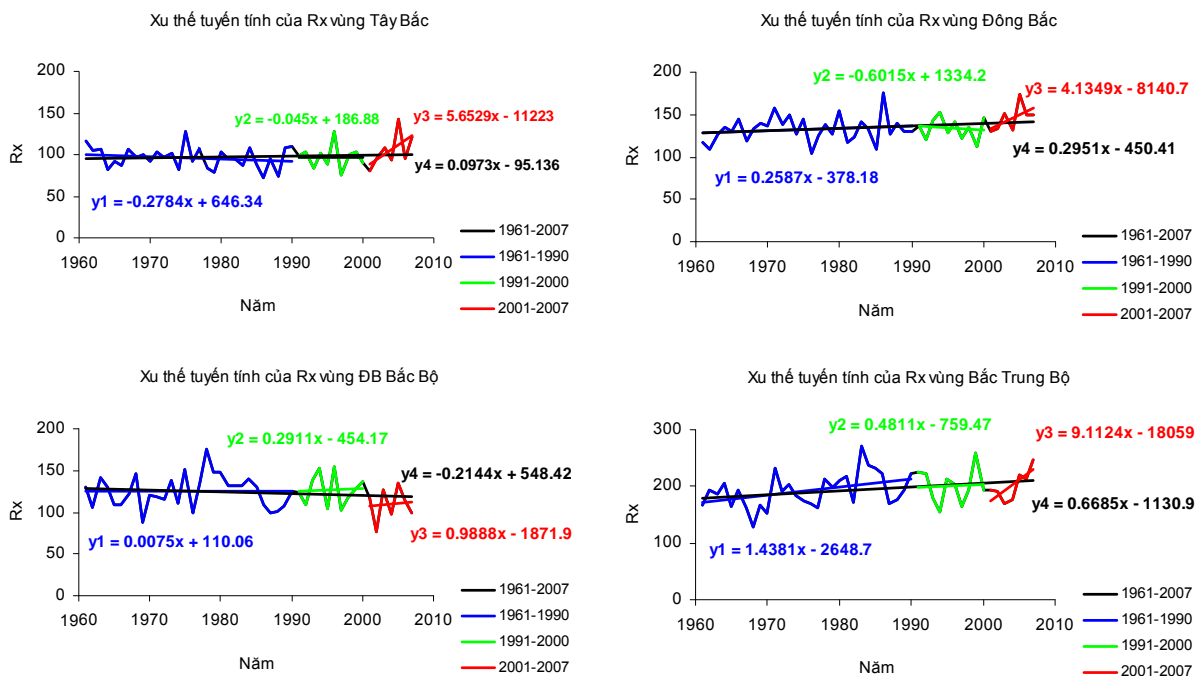 Xu thế tuyến tính của Rx vùng Tây Bắc
200
150
100
50
0
1960 1970 1980 1990 2000 2010
Rx
Năm
y2 = -0.045x + 186.88
y3 = 5.6529x - 11223
y4 = 0.0973x - 95.136
y1 = -0.2784x + 646.34
1961-2007
1961-1990
1991-2000
2001-2007
Xu thế tuyến tính của Rx vùng Đông Bắc
200
150
100
50
0
1960 1970 1980 1990 2000 2010
Rx
Năm
y2 = -0.6015x + 1334.2
y3 = 4.1349x - 8140.7
y4 = 0.2951x - 450.41
y1 = 0.2587x - 378.18
1961-2007
1961-1990
1991-2000
2001-2007
Xu thế tuyến tính của Rx vùng ĐB Bắc Bộ
200
150
100
50
0
1960 1970 1980 1990 2000 2010
Rx
Năm
y2 = 0.2911x - 454.17
y4 = -0.2144x + 548.42
y1 = 0.0075x + 110.06
y3 = 0.9888x - 1871.9
1961-2007
1961-1990
1991-2000
2001-2007
Xu thế tuyến tính của Rx vùng Bắc Trung Bộ
300
200
100
0
1960 1970 1980 1990 2000 2010
Rx
Năm
y2 = 0.4811x - 759.47
y3 = 9.1124x - 18059
y4 = 0.6685x - 1130.9
y1 = 1.4381x - 2648.7
1961-2007
1961-1990
1991-2000
2001-2007